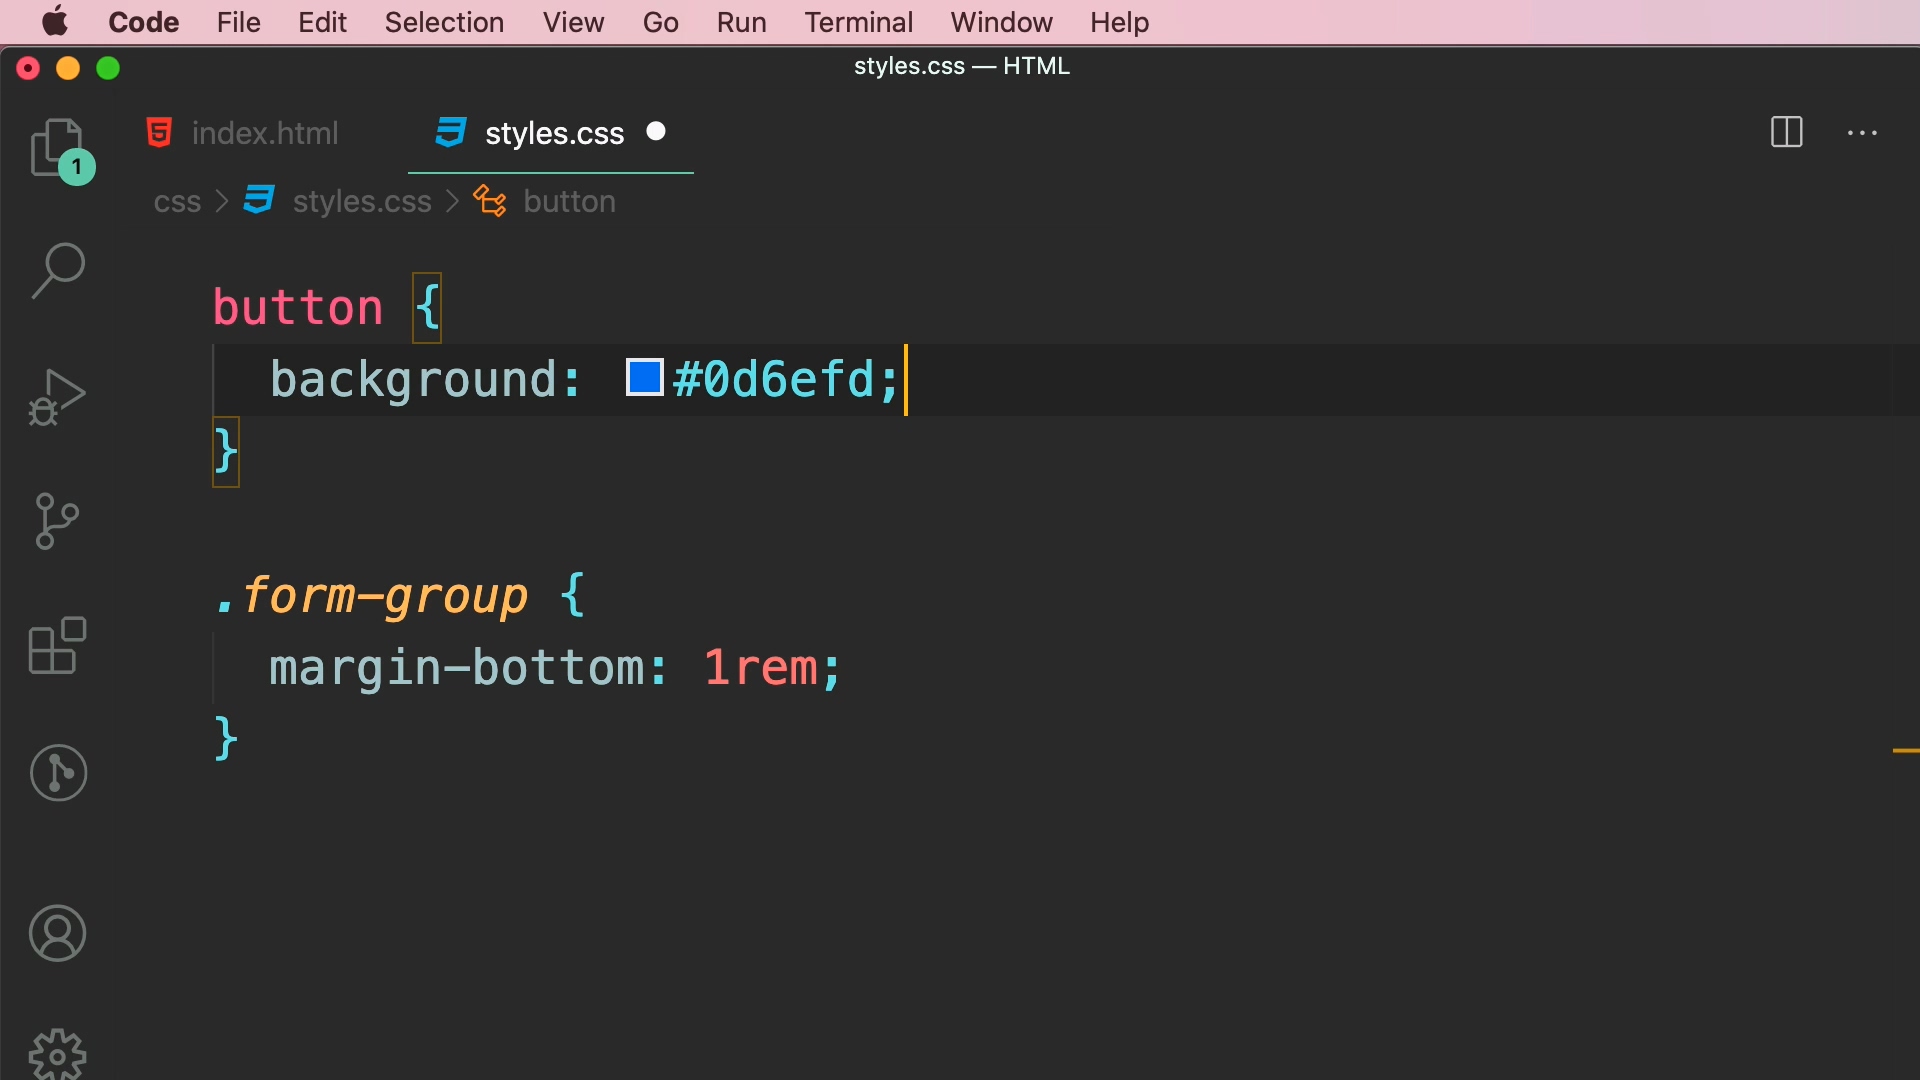 Code File Edit Selection View Go Run Terminal Window Help
styles.css — HTML
index.html styles.css
1
css > styles.css > button
button {
background: #0d6efd;
}
.form-group {
margin-bottom: 1rem;
}